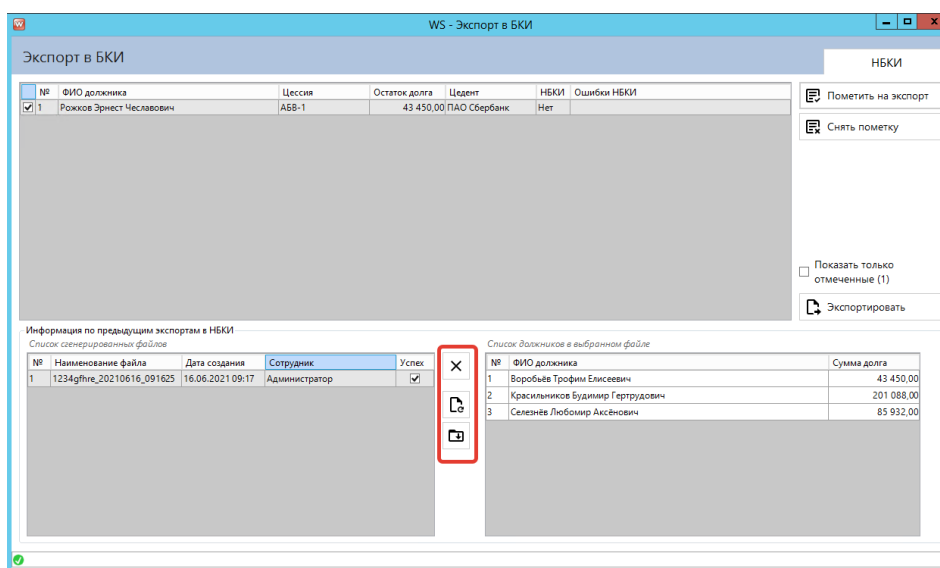 WS - Экспорт в БКИ
Экспорт в БКИ
НБКИ
№ ФИО должника Цессия Остаток долга Цедент НБКИ Ошибки НБКИ
1 Рожков Эрнест Чеславович АБВ-1 43 450,00 ПАО Сбербанк Нет
Пометить на экспорт
Снять пометку
Показать только
отмеченные (1)
Экспортировать
Информация по предыдущим экспортам в НБКИ
Список сгенерированных файлов
№ Наименование файла Дата создания Сотрудник Успех
1 1234gfhre_20210616_091625 16.06.2021 09:17 Администратор
Список должников в выбранном файле
№ ФИО должника Сумма долга
1 Воробьёв Трофим Елисеевич 43 450,00
2 Красильников Будимир Гертрудович 201 088,00
3 Селезнёв Любомир Аксёнович 85 932,00